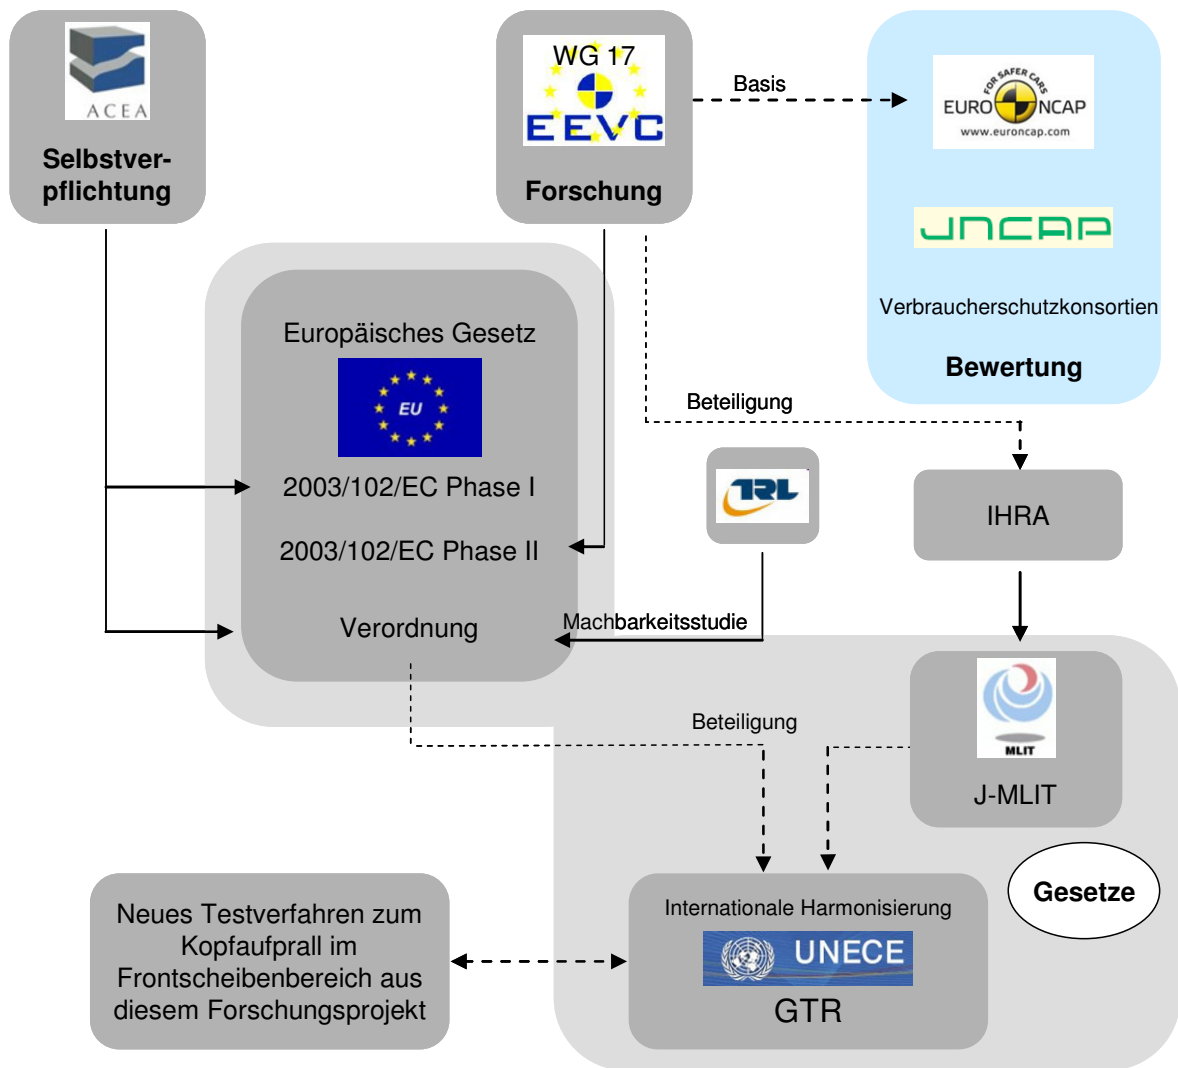 ACEA
Selbstver-
pflichtung
WG 17
EEVC
Forschung
Basis
FOR SAFER CARS
EURO NCAP
www.euroncap.com
JNCAP
Verbraucherschutzkonsortien
Bewertung
Europäisches Gesetz
EU
2003/102/EC Phase I
2003/102/EC Phase II
Verordnung
Beteiligung
TRL
IHRA
Machbarkeitsstudie
MLIT
J-MLIT
Beteiligung
Gesetze
Neues Testverfahren zum
Kopfaufprall im
Frontscheibenbereich aus
diesem Forschungsprojekt
Internationale Harmonisierung
UNECE
GTR